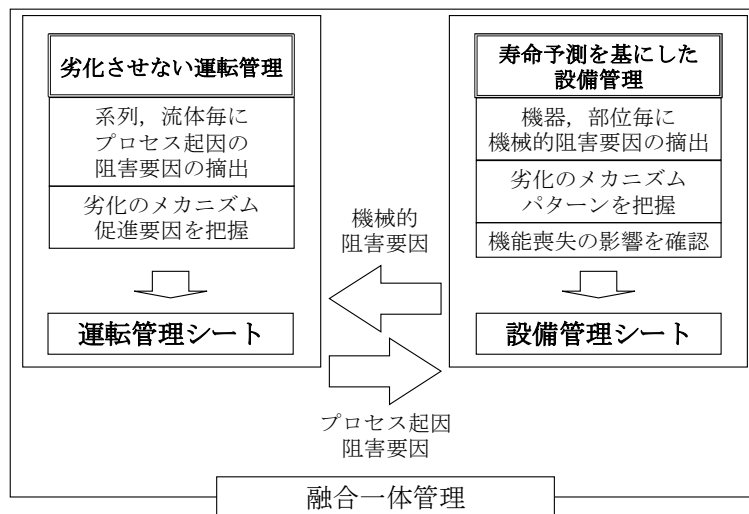 劣化させない運転管理
系列，流体毎に
プロセス起因の
阻害要因の摘出
劣化のメカニズム
促進要因を把握
運転管理シート
機械的
阻害要因
プロセス起因
阻害要因
寿命予測を基にした
設備管理
機器，部位毎に
機械的阻害要因の摘出
劣化のメカニズム
パターンを把握
機能喪失の影響を確認
設備管理シート
融合一体管理